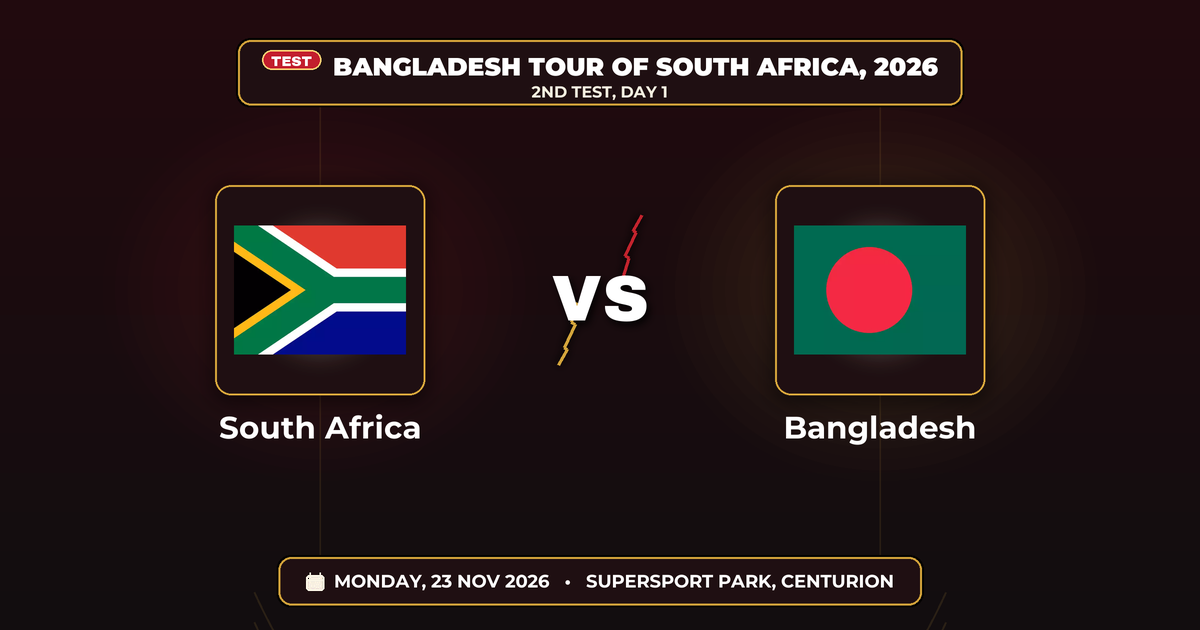 TEST BANGLADESH TOUR OF SOUTH AFRICA, 2026
2ND TEST, DAY 1
VS
South Africa
Bangladesh
MONDAY, 23 NOV 2026 • SUPERSPORT PARK, CENTURION